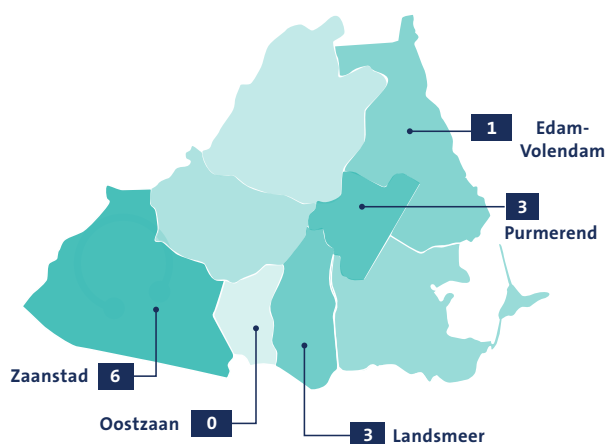 1 Edam-
Volendam
3
Purmerend
Zaanstad 6
Oostzaan 0
3 Landsmeer